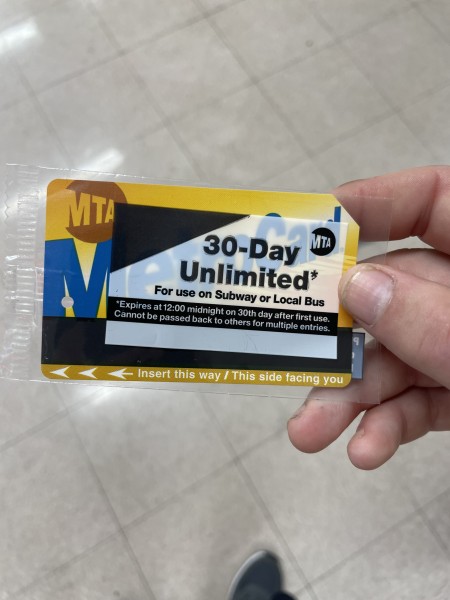 MTA
MetroCard
30-Day
MTA
Unlimited*
For use on Subway or Local Bus
*Expires at 12:00 midnight on 30th day after first use.
Cannot be passed back to others for multiple entries.
Insert this way / This side facing you